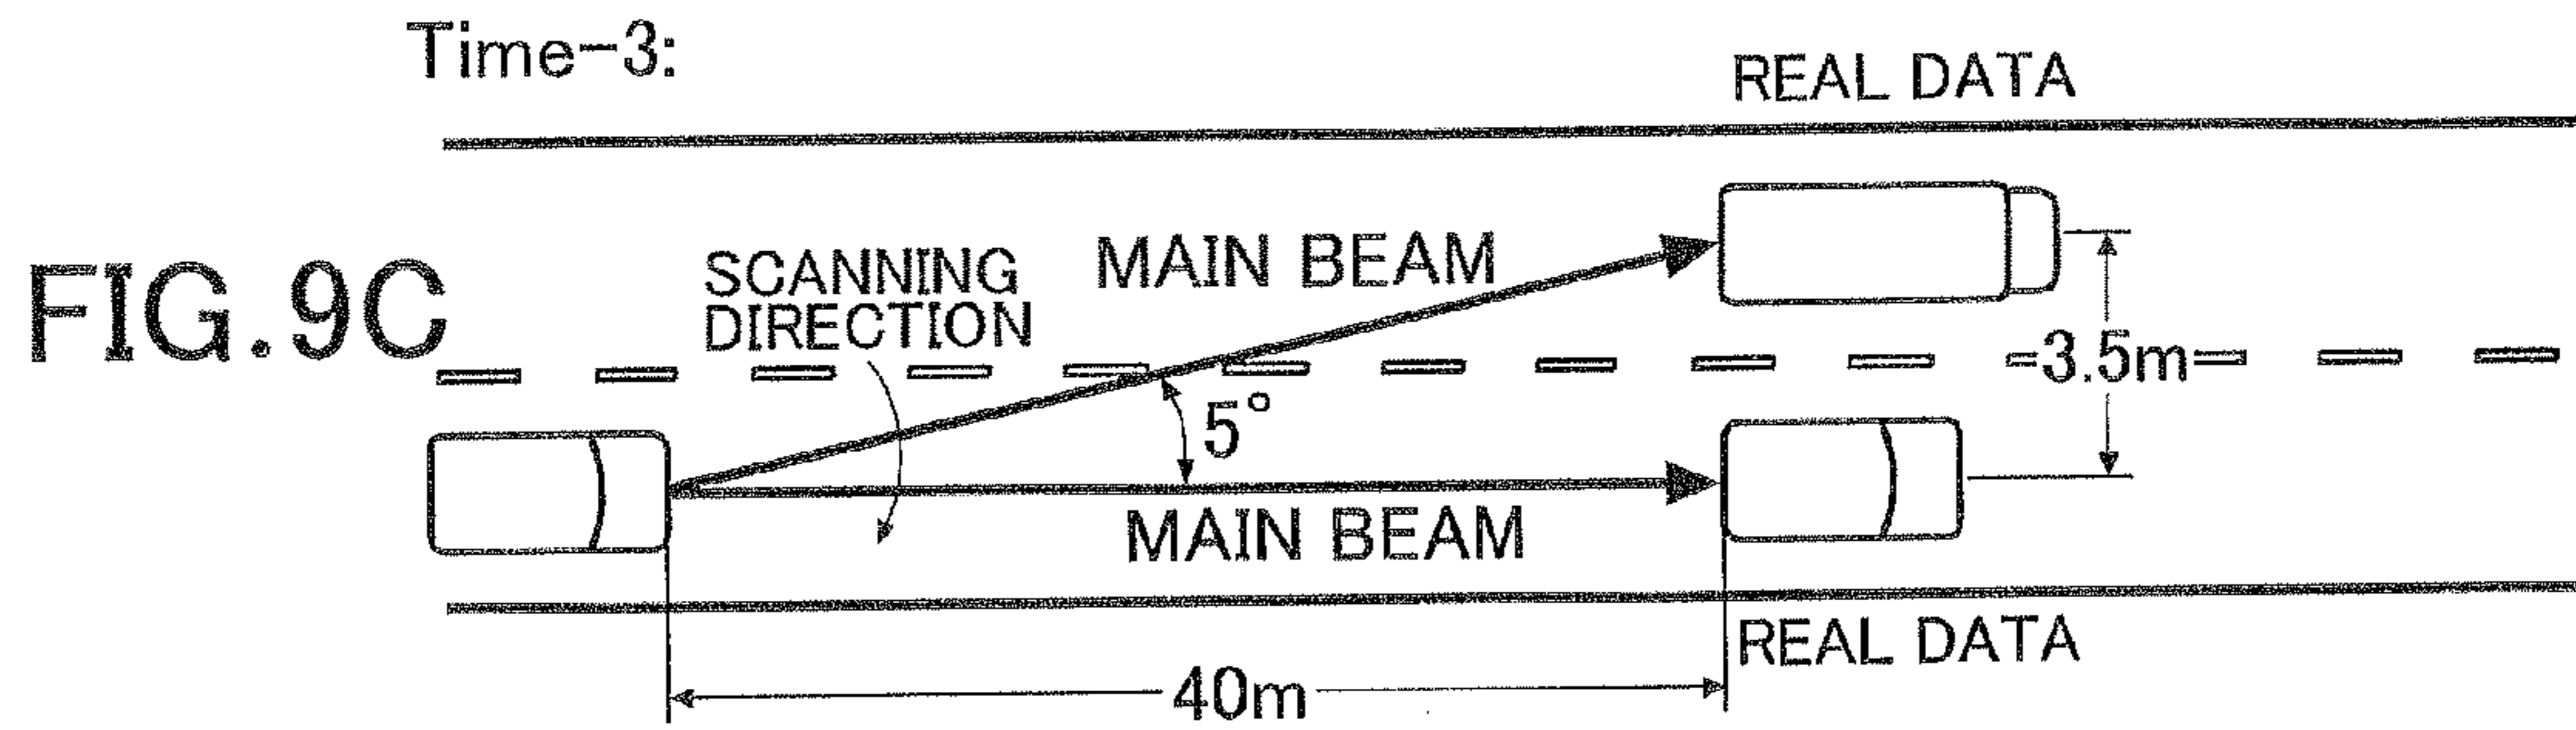 Time-3:
REAL DATA
FIG.9C
SCANNING
DIRECTION
MAIN BEAM
3.5m
5°
MAIN BEAM
REAL DATA
40m